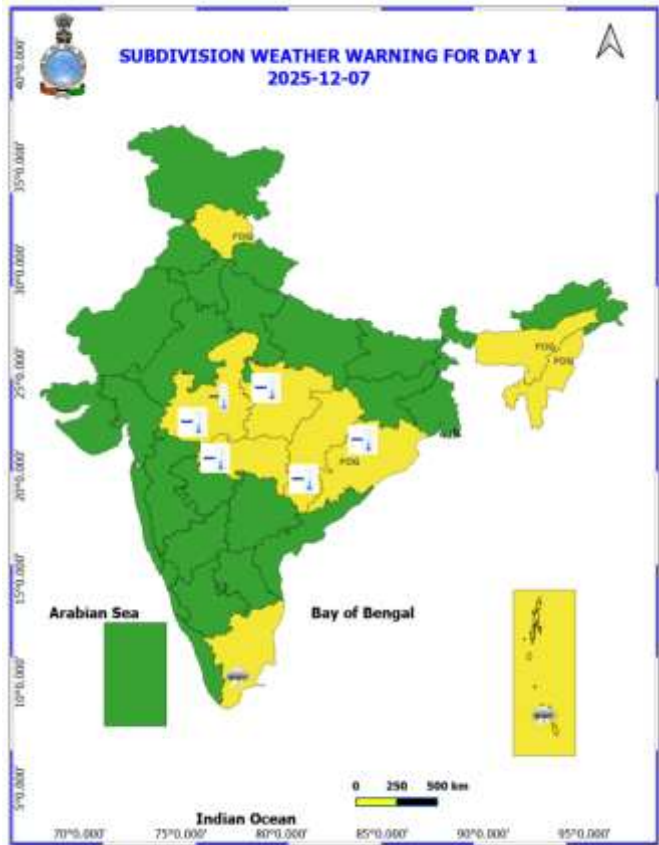 SUBDIVISION WEATHER WARNING FOR DAY 1
2025-12-07
40°0.000'
35°0.000'
30°0.000'
25°0.000'
20°0.000'
15°0.000'
10°0.000'
5°0.000'
FOG
FOG
FOG
FOG
Arabian Sea
Bay of Bengal
0 250 500 km
Indian Ocean
70°0.000' 75°0.000' 80°0.000' 85°0.000' 90°0.000' 95°0.000'